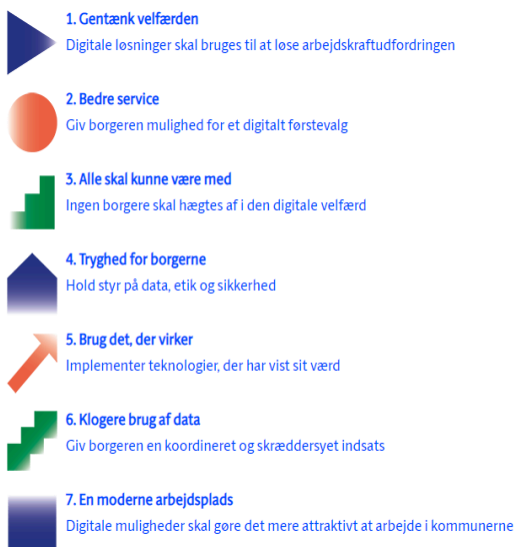 1. Gentænk velfærden
Digitale løsninger skal bruges til at løse arbejdskraftudfordringen
2. Bedre service
Giv borgeren mulighed for et digitalt førstevalg
3. Alle skal kunne være med
Ingen borgere skal hægtes af i den digitale velfærd
4. Tryghed for borgerne
Hold styr på data, etik og sikkerhed
5. Brug det, der virker
Implementer teknologier, der har vist sit værd
6. Klogere brug af data
Giv borgeren en koordineret og skræddersyet indsats
7. En moderne arbejdsplads
Digitale muligheder skal gøre det mere attraktivt at arbejde i kommunerne